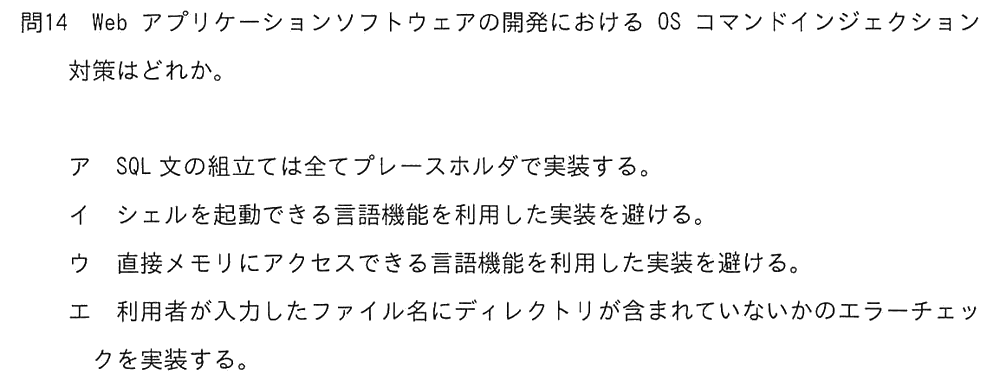 問14　Web アプリケーションソフトウェアの開発における OS コマンドインジェクション
対策はどれか。
ア　SQL 文の組立ては全てプレースホルダで実装する。
イ　シェルを起動できる言語機能を利用した実装を避ける。
ウ　直接メモリにアクセスできる言語機能を利用した実装を避ける。
エ　利用者が入力したファイル名にディレクトリが含まれていないかのエラーチェッ
クを実装する。